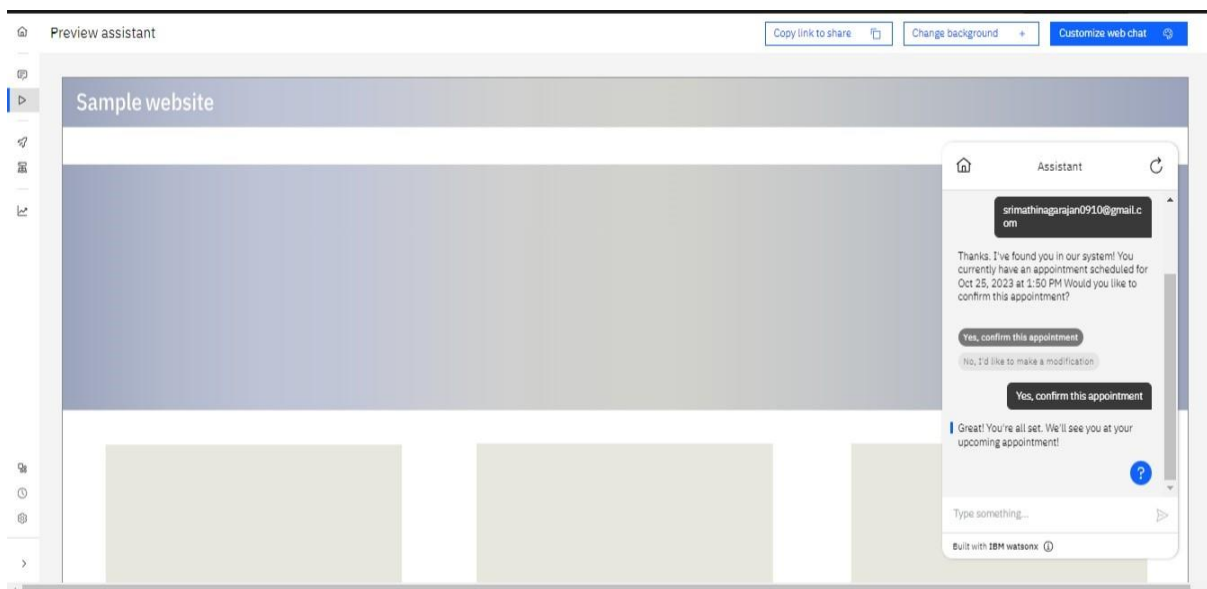 Preview assistant
Copy link to share
Change background +
Customize web chat
Sample website
Assistant
srimathinagarajan0910@gmail.c
om
Thanks. I've found you in our system! You
currently have an appointment scheduled for
Oct 25, 2023 at 1:50 PM Would you like to
confirm this appointment?
Yes, confirm this appointment
No, I'd like to make a modification
Yes, confirm this appointment
Great! You're all set. We'll see you at your
upcoming appointment!
?
Type something...
Built with IBM watsonx